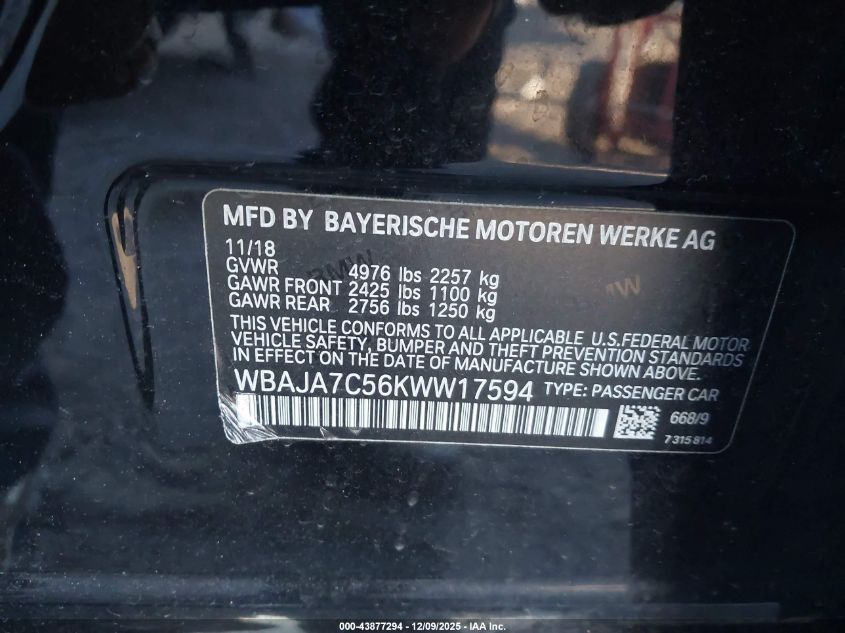 MFD BY BAYERISCHE MOTOREN WERKE AG
11/18
GVWR 4976 lbs 2257 kg
GAWR FRONT 2425 lbs 1100 kg
GAWR REAR 2756 lbs 1250 kg
THIS VEHICLE CONFORMS TO ALL APPLICABLE U.S.FEDERAL MOTOR
VEHICLE SAFETY, BUMPER AND THEFT PREVENTION STANDARDS
IN EFFECT ON THE DATE OF MANUFACTURE SHOWN ABOVE.
WBAJA7C56KWW17594 TYPE: PASSENGER CAR
668/9
7 315 814
BMW
BMW
000-43877294 - 12/09/2025 - IAA Inc.